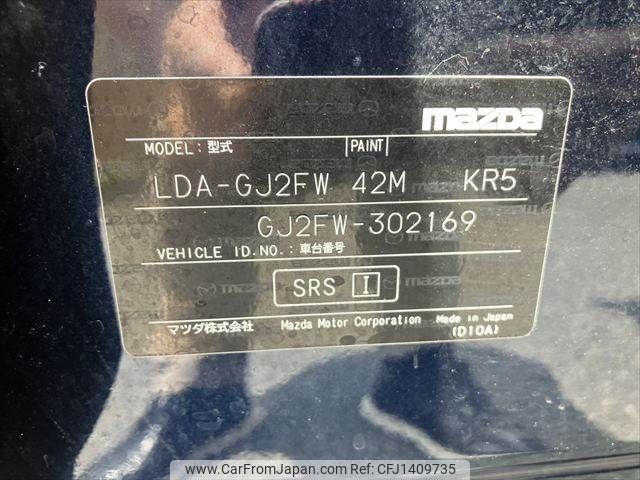 mazda
MODEL:型式 PAINT
LDA-GJ2FW 42M KR5
GJ2FW-302169
VEHICLE ID.NO.:車台番号
SRS I
マツダ株式会社 Mazda Motor Corporation Made in Japan
(D10A)
www.CarFromJapan.com | CFJ1409735